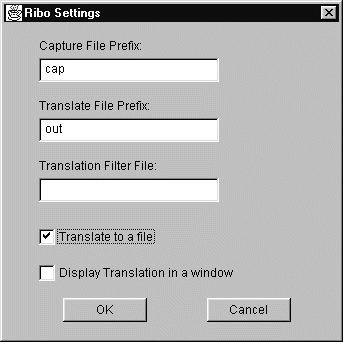 Ribo Settings
Capture File Prefix:
cap
Translate File Prefix:
out
Translation Filter File:
Translate to a file
Display Translation in a window
OK
Cancel